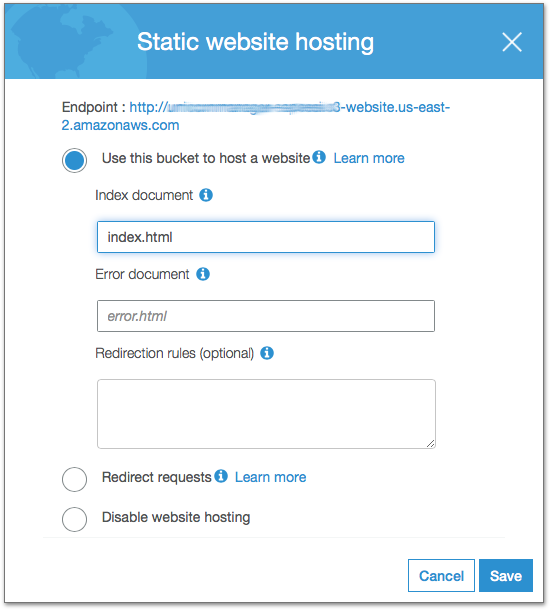 Static website hosting
Endpoint : http:// 3-website.us-east-
2.amazonaws.com
Use this bucket to host a website Learn more
Index document
index.html
Error document
error.html
Redirection rules (optional)
Redirect requests Learn more
Disable website hosting
Cancel Save